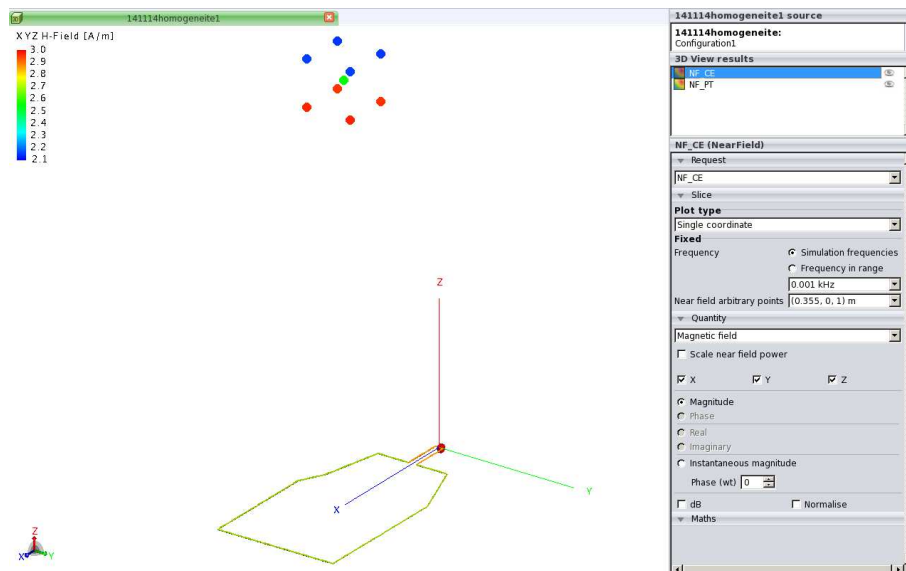 141114homogeneite1
X Y Z H-Field [A/m]
3.0
2.9
2.8
2.7
2.6
2.5
2.4
2.3
2.2
2.1
Z
Y
X
Z
X
Y
141114homogeneite1 source
141114homogeneite:
Configuration1
3D View results
NF_CE
NF_PT
NF_CE (NearField)
Request
NF_CE
Slice
Plot type
Single coordinate
Fixed
Frequency
Simulation frequencies
Frequency in range
0.001 kHz
Near field arbitrary points (0.355, 0, 1) m
Quantity
Magnetic field
Scale near field power
X Y Z
Magnitude
Phase
Real
Imaginary
Instantaneous magnitude
Phase (wt) 0
dB Normalise
Maths